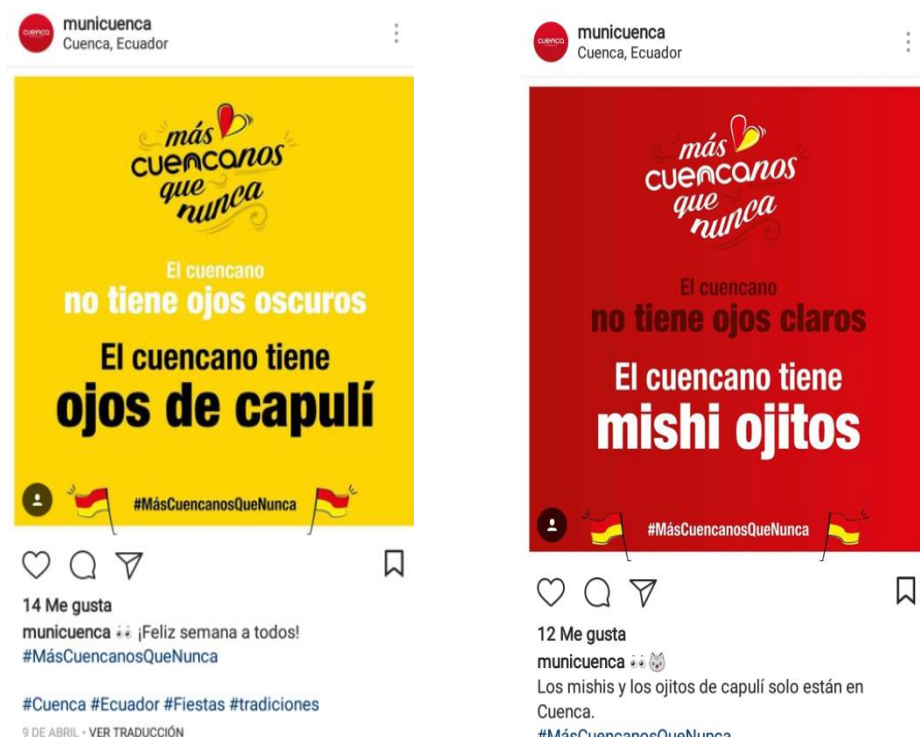 cuenca
municuenca
Cuenca, Ecuador
más
cuencanos
que
nunca
El cuencano
no tiene ojos oscuros
El cuencano tiene
ojos de capulí
#MásCuencanosQueNunca
14 Me gusta
municuenca 👀 ¡Feliz semana a todos!
#MásCuencanosQueNunca
#Cuenca #Ecuador #Fiestas #tradiciones
9 DE ABRIL • VER TRADUCCIÓN
cuenca
municuenca
Cuenca, Ecuador
más
cuencanos
que
nunca
El cuencano
no tiene ojos claros
El cuencano tiene
mishi ojitos
#MásCuencanosQueNunca
12 Me gusta
municuenca 👀🐱
Los mishis y los ojitos de capulí solo están en
Cuenca.
#MásCuencanosQueNunca